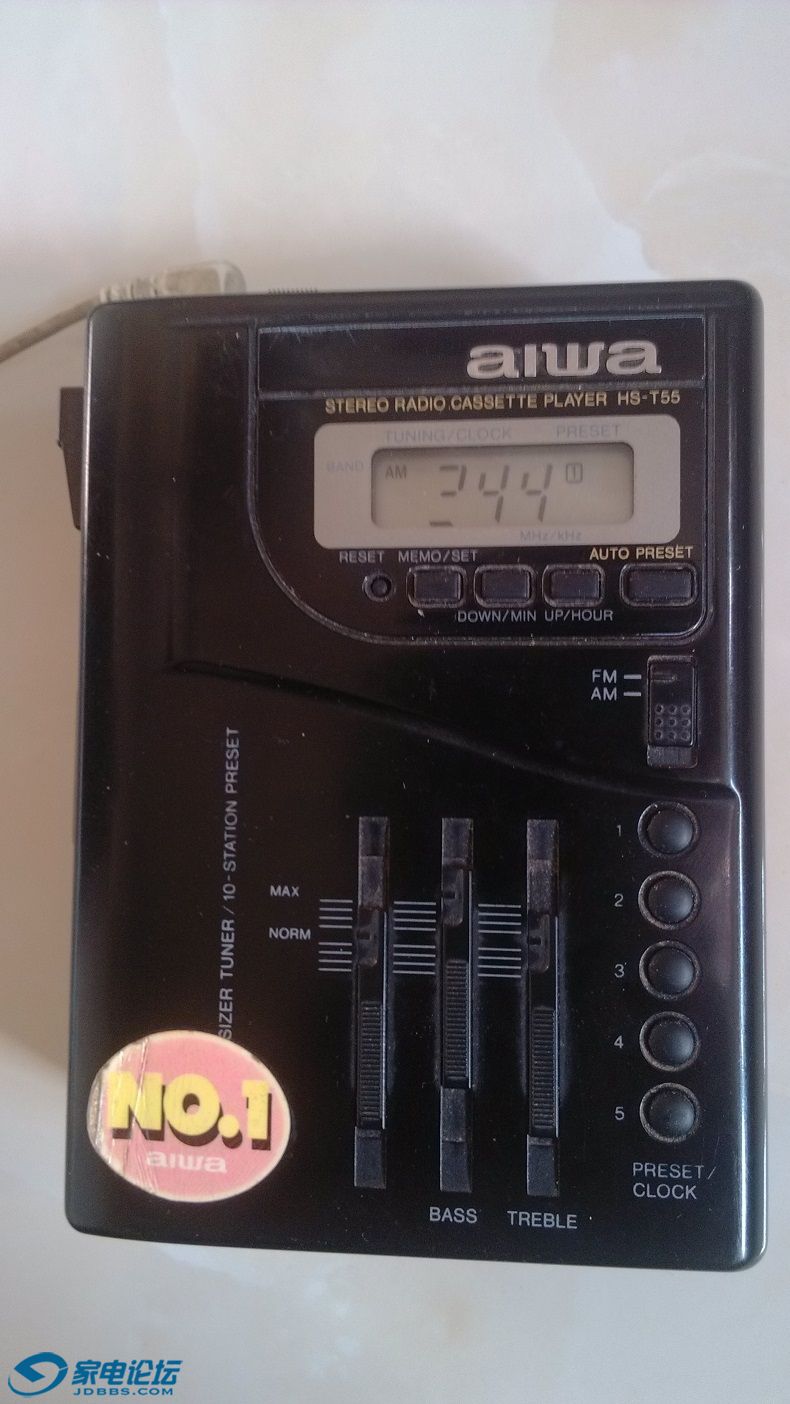 aiwa
STEREO RADIO CASSETTE PLAYER HS-T55
TUNING/CLOCK PRESET
BAND
AM 1
MHz/kHz
RESET MEMO/SET AUTO PRESET
DOWN/MIN UP/HOUR
FM
AM
SIZER TUNER / 10-STATION PRESET
MAX
NORM
1
2
3
4
5
PRESET/
CLOCK
BASS TREBLE
NO.1
aiwa
家电论坛
JDBBS.COM